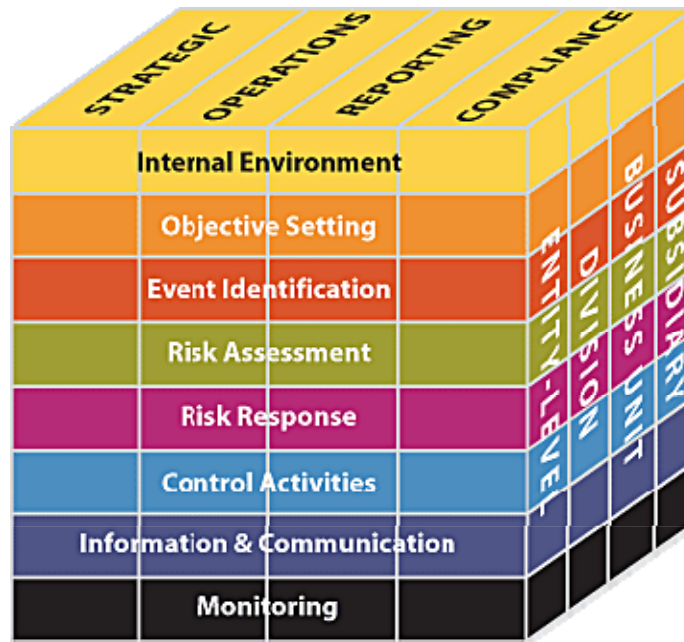 STRATEGIC
OPERATIONS
REPORTING
COMPLIANCE
Internal Environment
Objective Setting
Event Identification
Risk Assessment
Risk Response
Control Activities
Information & Communication
Monitoring
ENTITY-LEVEL
DIVISION
BUSINESS UNIT
SUBSIDIARY